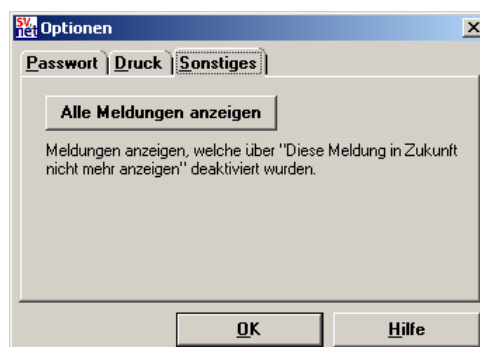 sv.net Optionen
Passwort Druck Sonstiges
Alle Meldungen anzeigen
Meldungen anzeigen, welche über "Diese Meldung in Zukunft
nicht mehr anzeigen" deaktiviert wurden.
OK Hilfe